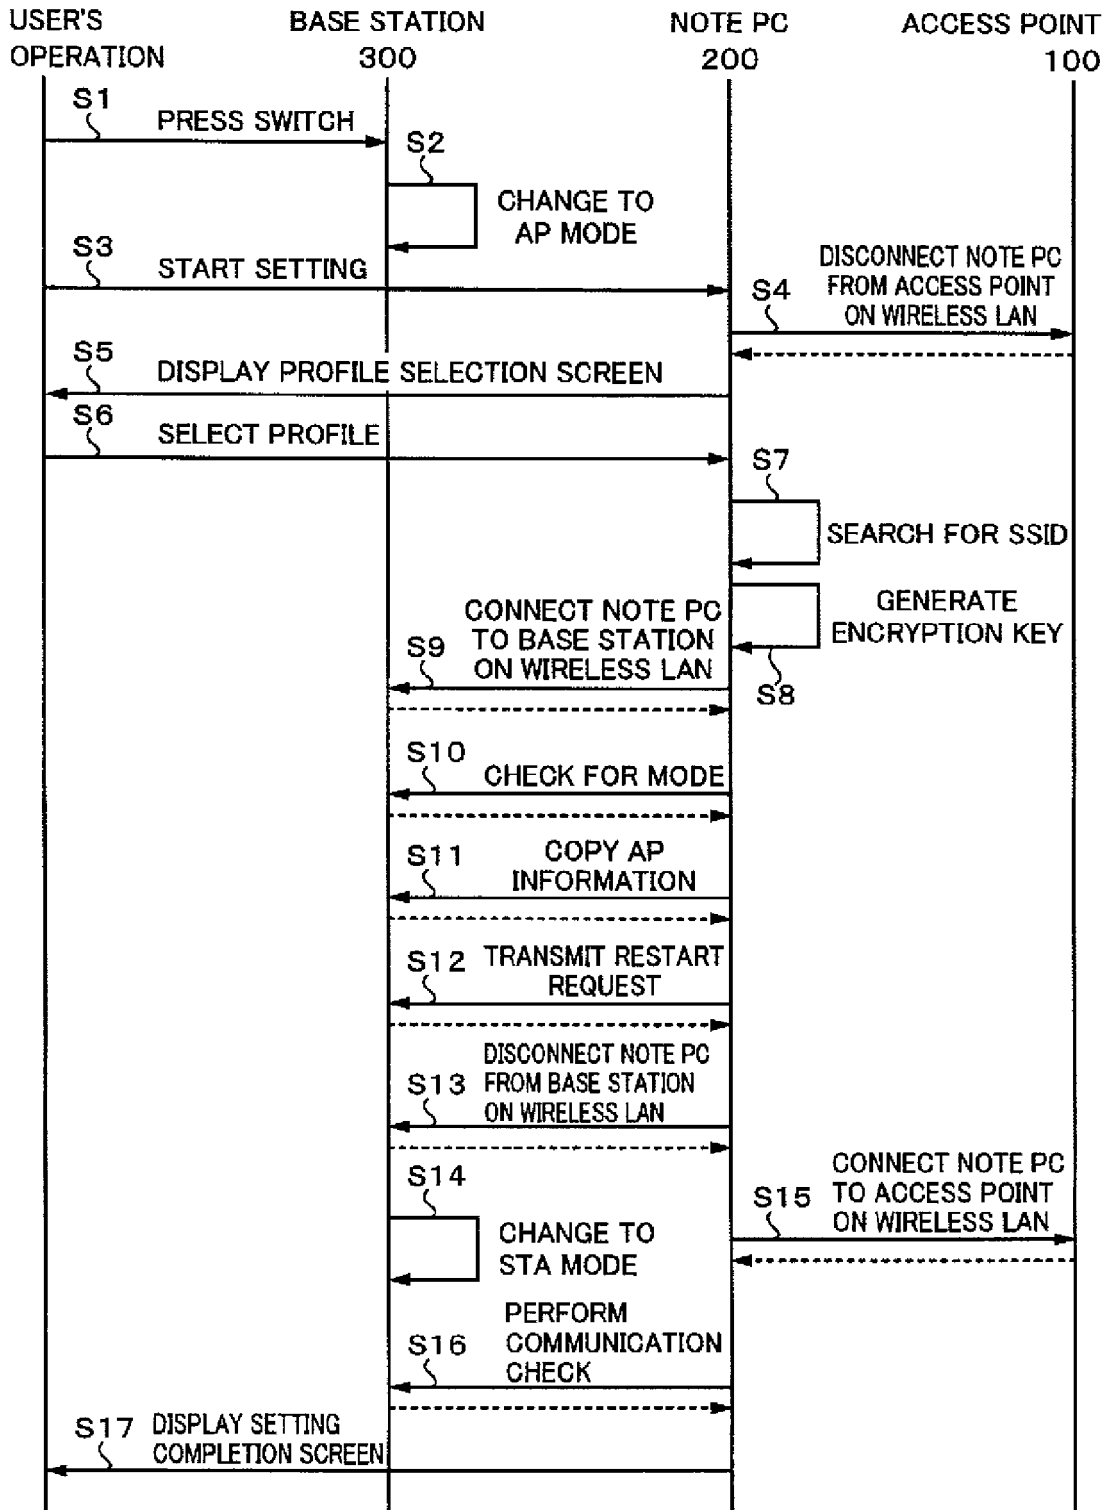 USER'S
OPERATION
BASE STATION
300
NOTE PC
200
ACCESS POINT
100
S1
PRESS SWITCH
S2
CHANGE TO
AP MODE
S3
START SETTING
S4
DISCONNECT NOTE PC
FROM ACCESS POINT
ON WIRELESS LAN
S5
DISPLAY PROFILE SELECTION SCREEN
S6
SELECT PROFILE
S7
SEARCH FOR SSID
GENERATE
ENCRYPTION KEY
S8
S9
CONNECT NOTE PC
TO BASE STATION
ON WIRELESS LAN
S10
CHECK FOR MODE
S11
COPY AP
INFORMATION
S12
TRANSMIT RESTART
REQUEST
S13
DISCONNECT NOTE PC
FROM BASE STATION
ON WIRELESS LAN
S14
CHANGE TO
STA MODE
S15
CONNECT NOTE PC
TO ACCESS POINT
ON WIRELESS LAN
S16
PERFORM
COMMUNICATION
CHECK
S17
DISPLAY SETTING
COMPLETION SCREEN